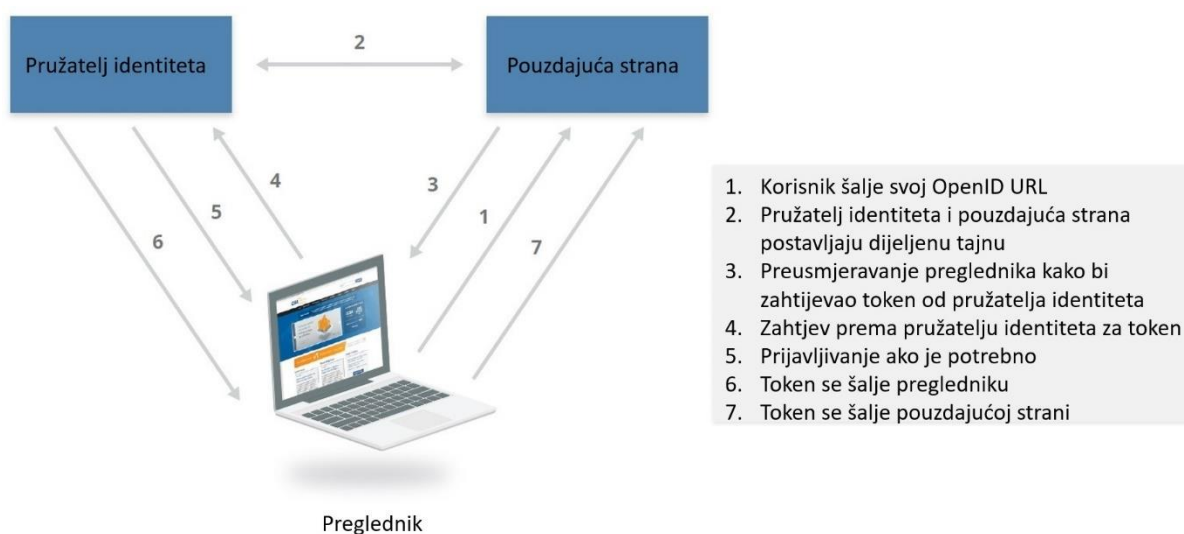 2
Pružatelj identiteta
Pouzdajuća strana
4
3
5
1
6
7
1. Korisnik šalje svoj OpenID URL
2. Pružatelj identiteta i pouzdajuća strana
postavljaju dijeljenu tajnu
3. Preusmjeravanje preglednika kako bi
zahtijevao token od pružatelja identiteta
4. Zahtjev prema pružatelju identiteta za token
5. Prijavljivanje ako je potrebno
6. Token se šalje pregledniku
7. Token se šalje pouzdajućoj strani
Preglednik